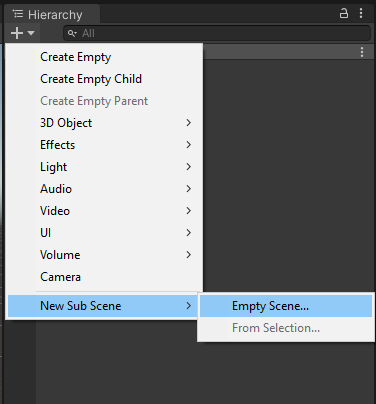 Hierarchy
All
Create Empty
Create Empty Child
Create Empty Parent
3D Object
Effects
Light
Audio
Video
UI
Volume
Camera
New Sub Scene
Empty Scene...
From Selection...